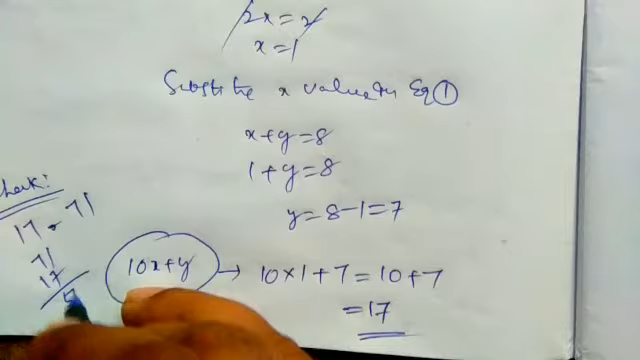 2x = 2
x = 1
Substitute x value in Eq ①
x + y = 8
1 + y = 8
y = 8 - 1 = 7
Check:
17 71
71
17
10x + y → 10 × 1 + 7 = 10 + 7
= 17